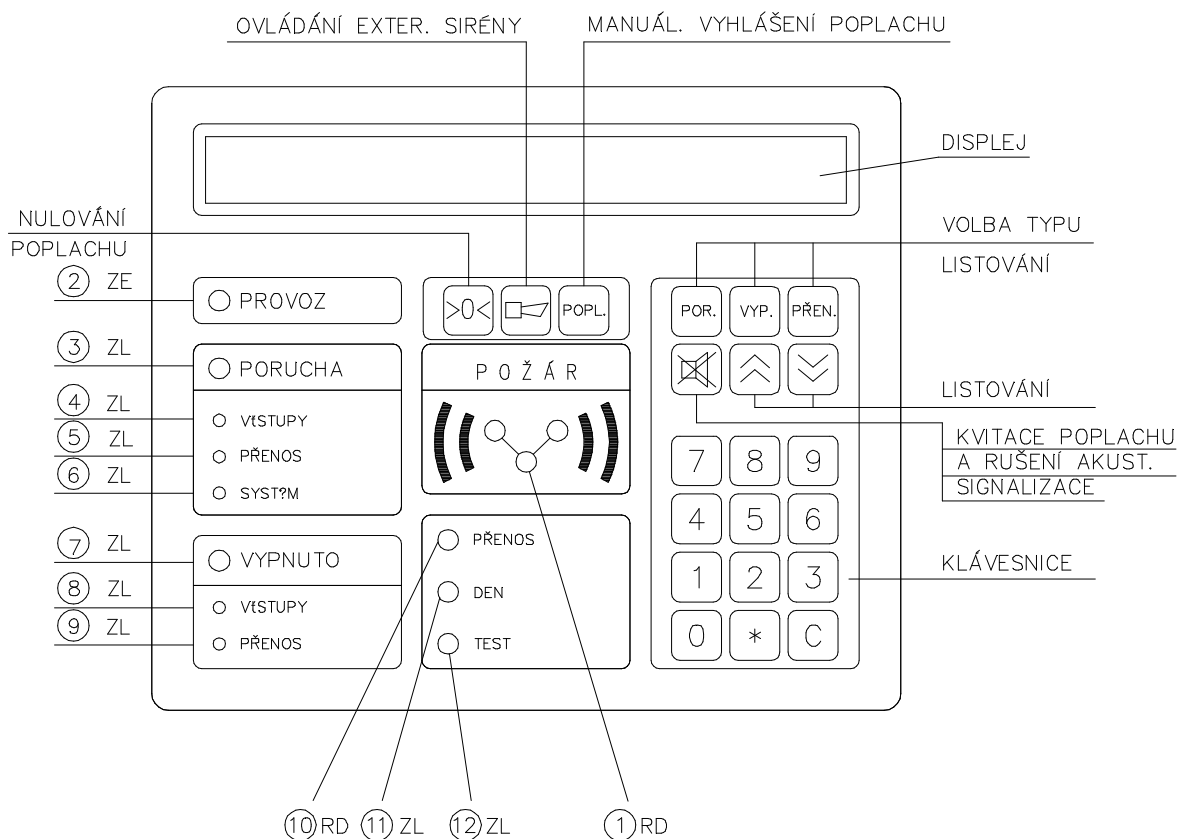 OVLÁDÁNÍ EXTER. SIRÉNY
MANUÁL. VYHLÁŠENÍ POPLACHU
DISPLEJ
NULOVÁNÍ
POPLACHU
VOLBA TYPU
LISTOVÁNÍ
2 ZE
PROVOZ
>0<
POPL.
POR.
VYP.
PŘEN.
3 ZL
PORUCHA
POŽÁR
4 ZL
VťSTUPY
LISTOVÁNÍ
5 ZL
PŘENOS
6 ZL
SYST?M
KVITACE POPLACHU
A RUŠENÍ AKUST.
SIGNALIZACE
7 8 9
4 5 6
1 2 3
0 * C
KLÁVESNICE
7 ZL
VYPNUTO
8 ZL
VťSTUPY
9 ZL
PŘENOS
PŘENOS
DEN
TEST
10 RD
11 ZL
12 ZL
1 RD